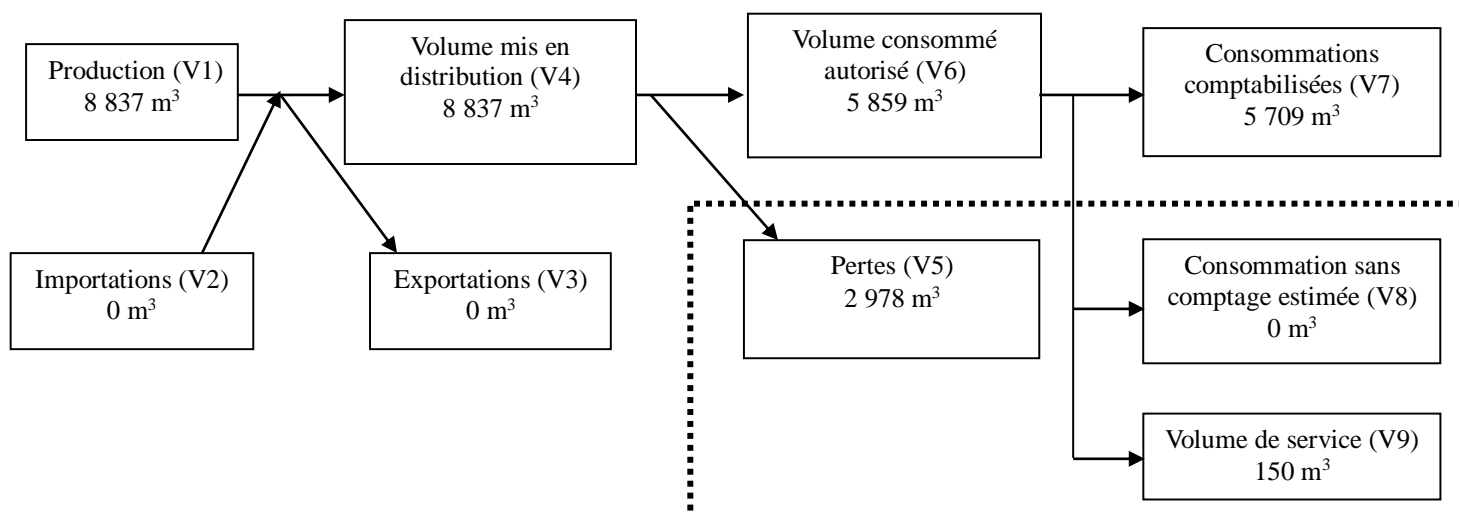 Production (V1)
8 837 m³
Volume mis en
distribution (V4)
8 837 m³
Volume consommé
autorisé (V6)
5 859 m³
Consommations
comptabilisées (V7)
5 709 m³
Importations (V2)
0 m³
Exportations (V3)
0 m³
Pertes (V5)
2 978 m³
Consommation sans
comptage estimée (V8)
0 m³
Volume de service (V9)
150 m³